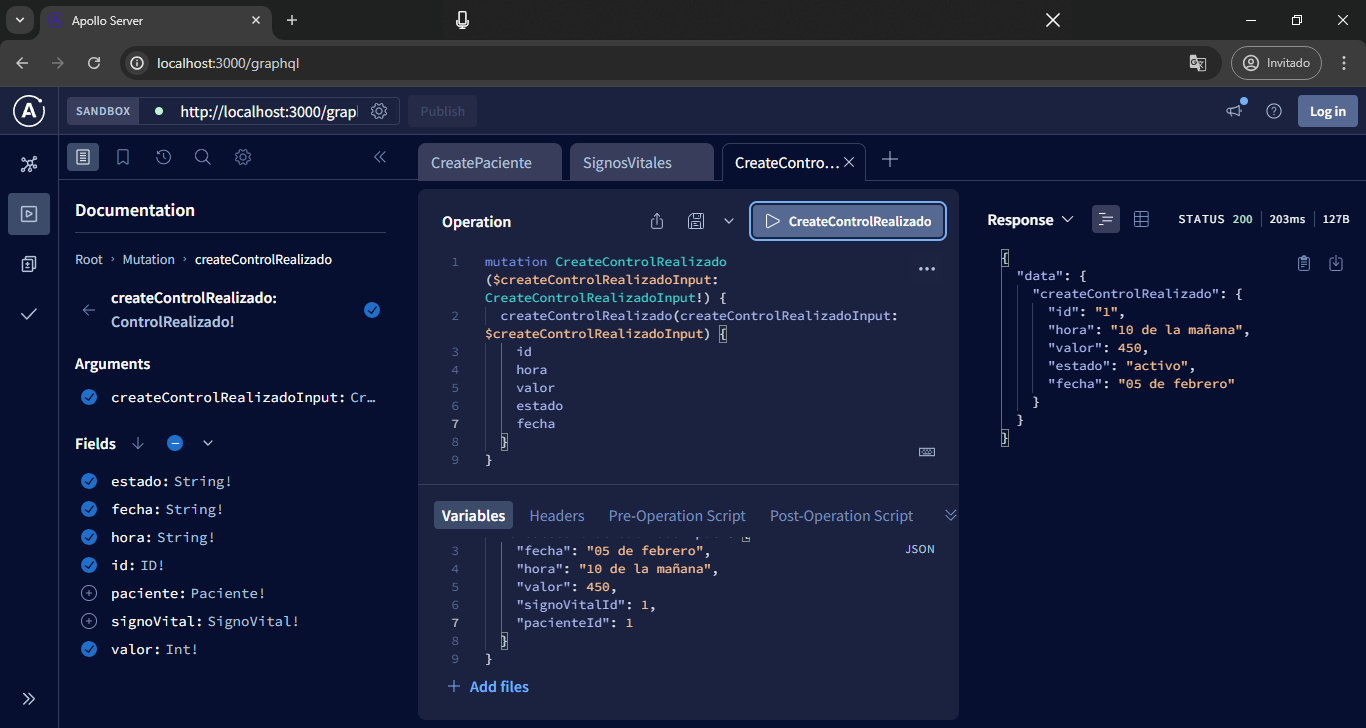 Apollo Server
localhost:3000/graphql
Invitado
SANDBOX
http://localhost:3000/grap
Publish
Log in
CreatePaciente
SignosVitales
CreateContro...
Documentation
Root › Mutation › createControlRealizado
createControlRealizado:
ControlRealizado!
Arguments
createControlRealizadoInput: Cr...
Fields
estado: String!
fecha: String!
hora: String!
id: ID!
paciente: Paciente!
signoVital: SignoVital!
valor: Int!
Operation
CreateControlRealizado
1 mutation CreateControlRealizado
($createControlRealizadoInput:
CreateControlRealizadoInput!) {
2 createControlRealizado(createControlRealizadoInput:
$createControlRealizadoInput) {
3 id
4 hora
5 valor
6 estado
7 fecha
8 }
9 }
Variables Headers Pre-Operation Script Post-Operation Script
JSON
3 "fecha": "05 de febrero",
4 "hora": "10 de la mañana",
5 "valor": 450,
6 "signoVitalId": 1,
7 "pacienteId": 1
8 }
9 }
+ Add files
Response
STATUS 200 203ms 127B
{
"data": {
"createControlRealizado": {
"id": "1",
"hora": "10 de la mañana",
"valor": 450,
"estado": "activo",
"fecha": "05 de febrero"
}
}
}